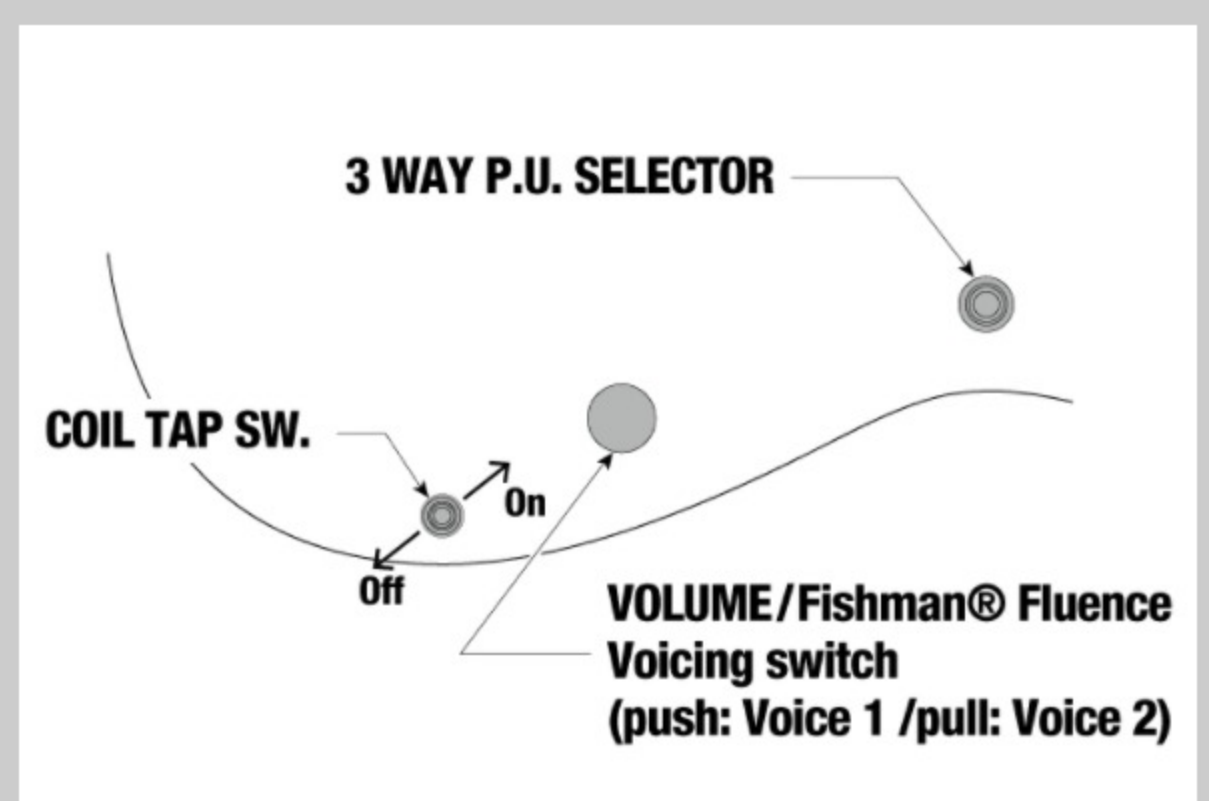 3 WAY P.U. SELECTOR
COIL TAP SW.
On
Off
VOLUME/Fishman® Fluence
Voicing switch
(push: Voice 1 /pull: Voice 2)